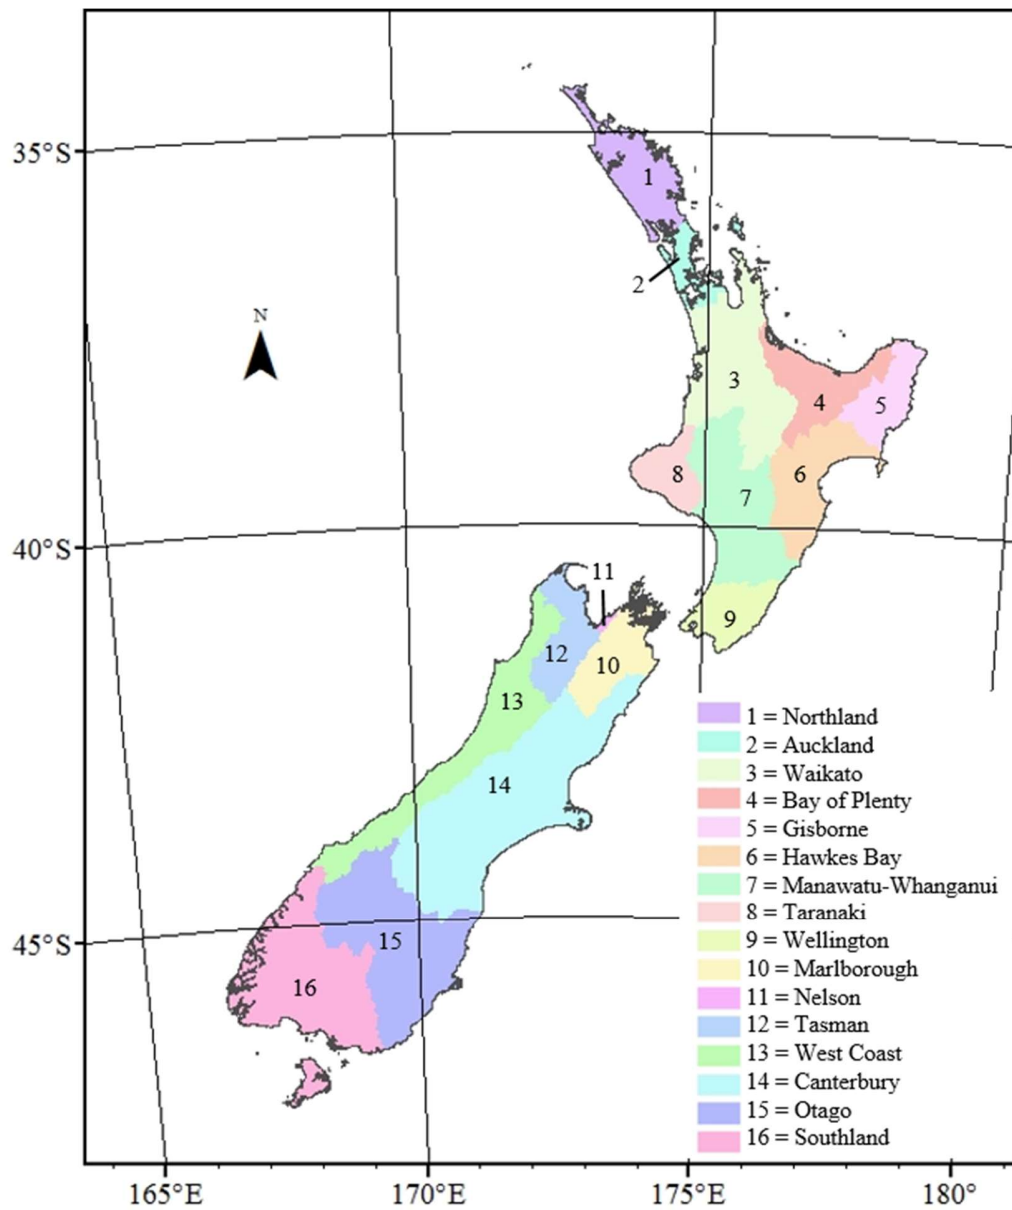 35°S
1
2
N
3
4
5
8
6
7
40°S
11
9
12
10
13
14
1 = Northland
2 = Auckland
3 = Waikato
4 = Bay of Plenty
5 = Gisborne
6 = Hawkes Bay
7 = Manawatu-Whanganui
8 = Taranaki
9 = Wellington
10 = Marlborough
11 = Nelson
12 = Tasman
13 = West Coast
14 = Canterbury
15 = Otago
16 = Southland
45°S
15
16
165°E
170°E
175°E
180°